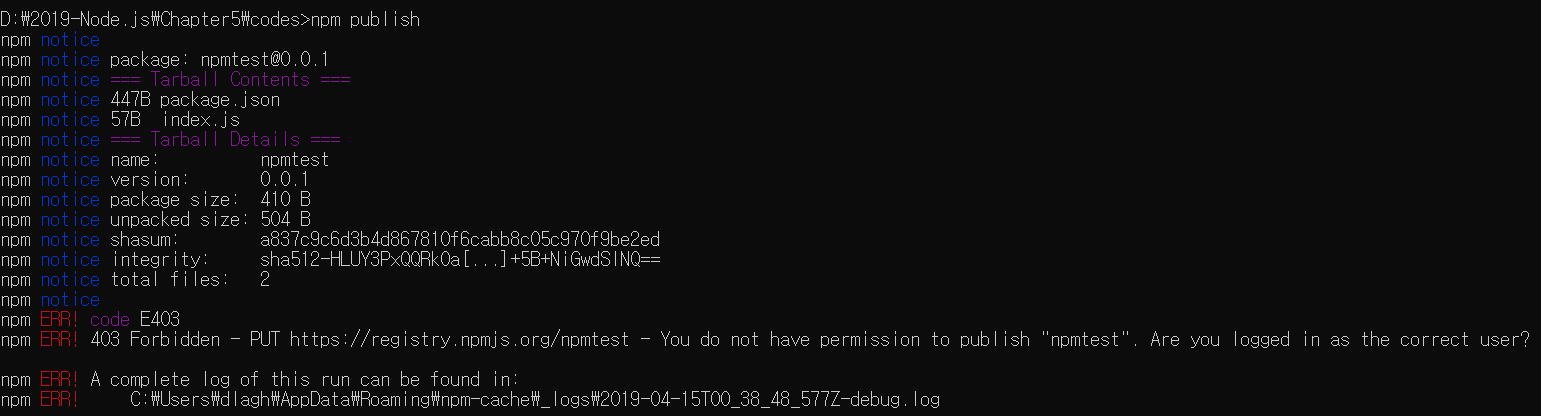 D:\2019-Node.js\Chapter5\codes>npm publish
npm notice
npm notice package: npmtest@0.0.1
npm notice === Tarball Contents ===
npm notice 447B package.json
npm notice 57B  index.js
npm notice === Tarball Details ===
npm notice name:          npmtest
npm notice version:       0.0.1
npm notice package size:  410 B
npm notice unpacked size: 504 B
npm notice shasum:        a837c9c6d3b4d867810f6cabb8c05c970f9be2ed
npm notice integrity:     sha512-HLUY3PxQQRkOa[...]+5B+NiGwdSINQ==
npm notice total files:   2
npm notice
npm ERR! code E403
npm ERR! 403 Forbidden - PUT https://registry.npmjs.org/npmtest - You do not have permission to publish "npmtest". Are you logged in as the correct user?
npm ERR! A complete log of this run can be found in:
npm ERR!     C:\Users\dlagh\AppData\Roaming\npm-cache\_logs\2019-04-15T00_38_48_577Z-debug.log